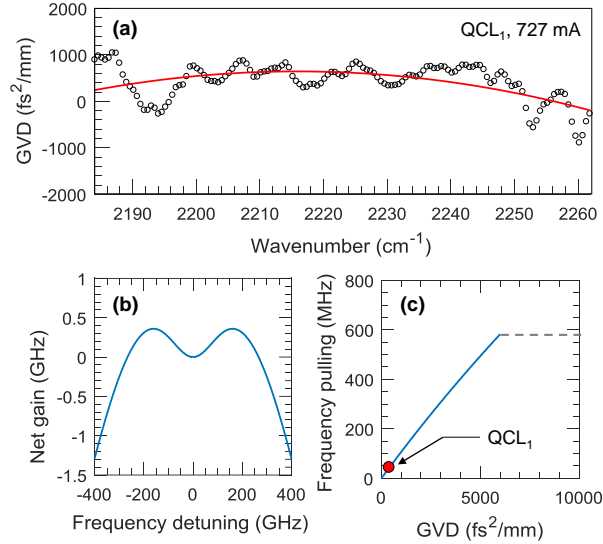 (a)
QCL₁, 727 mA
GVD (fs²/mm)
2000
1000
0
-1000
-2000
2190 2200 2210 2220 2230 2240 2250 2260
Wavenumber (cm⁻¹)
(b)
Net gain (GHz)
1
0.5
0
-0.5
-1
-1.5
-400 -200 0 200 400
Frequency detuning (GHz)
(c)
Frequency pulling (MHz)
800
600
400
200
0
QCL₁
0 5000 10000
GVD (fs²/mm)